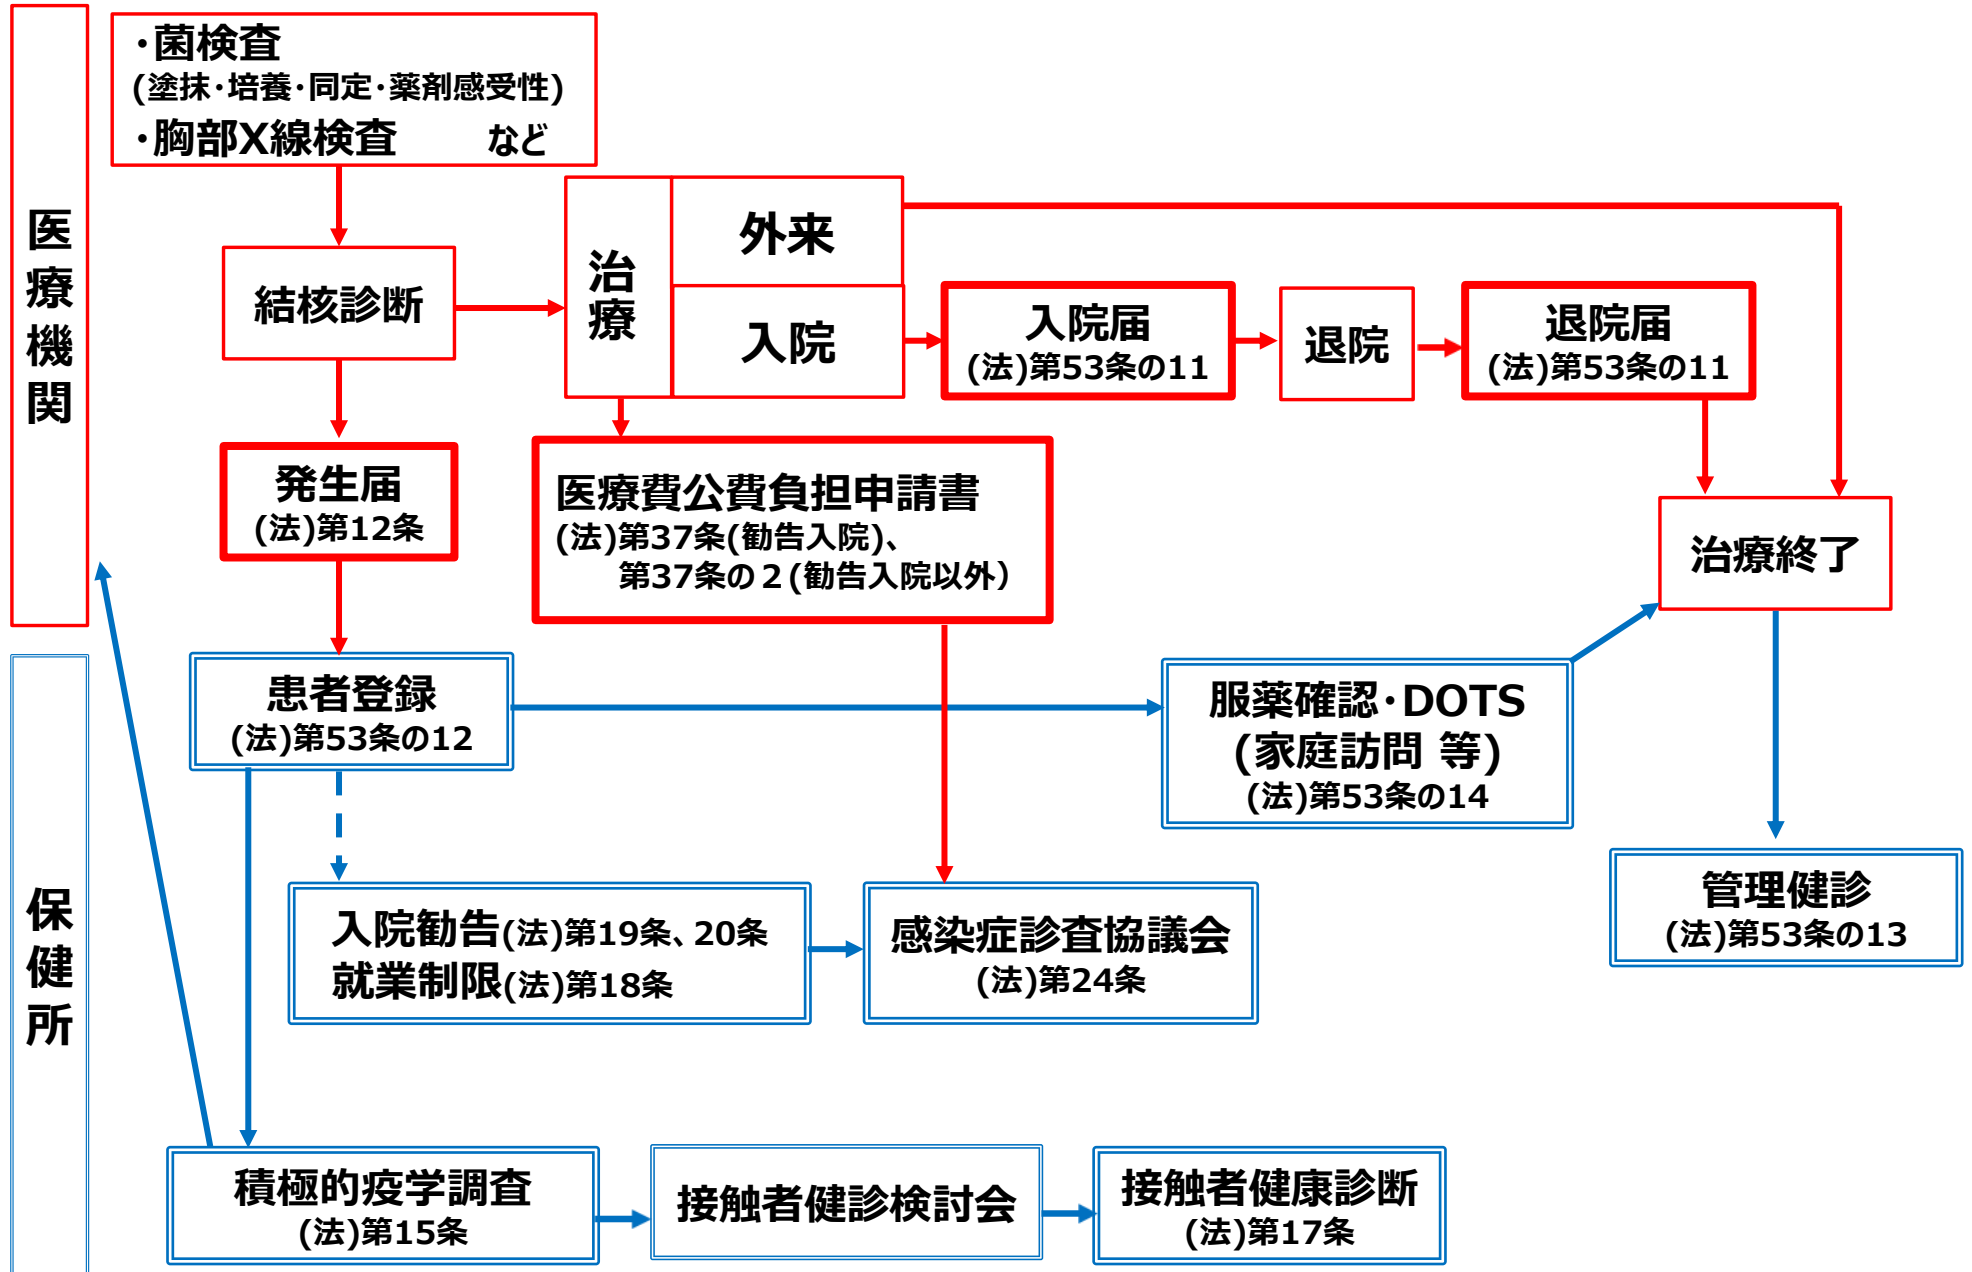 医療機関
・菌検査
(塗抹・培養・同定・薬剤感受性)
・胸部X線検査　　など
結核診断
治療
外来
入院
入院届
(法)第53条の11
退院
退院届
(法)第53条の11
発生届
(法)第12条
医療費公費負担申請書
(法)第37条(勧告入院)、
第37条の２(勧告入院以外）
治療終了
保健所
患者登録
(法)第53条の12
服薬確認・DOTS
(家庭訪問 等)
(法)第53条の14
入院勧告(法)第19条、20条
就業制限(法)第18条
感染症診査協議会
(法)第24条
管理健診
(法)第53条の13
積極的疫学調査
(法)第15条
接触者健診検討会
接触者健康診断
(法)第17条